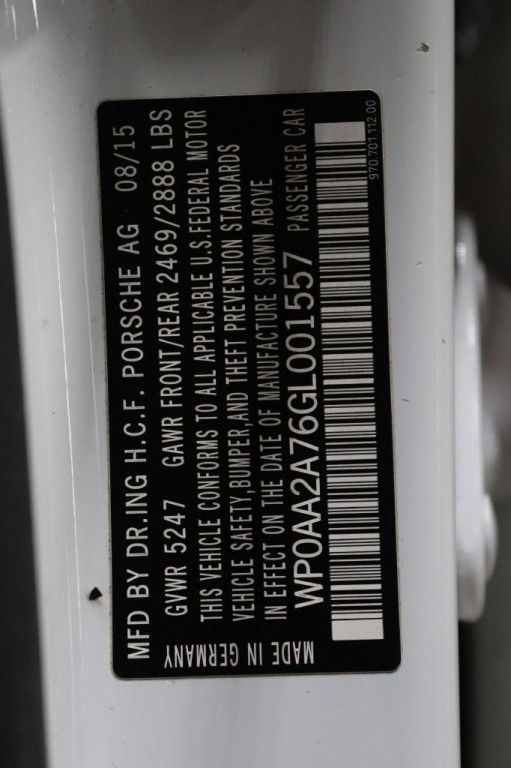 MFD BY DR.ING H.C.F. PORSCHE AG 08/15
GVWR 5247 GAWR FRONT/REAR 2469/2888 LBS
THIS VEHICLE CONFORMS TO ALL APPLICABLE U.S.FEDERAL MOTOR
VEHICLE SAFETY,BUMPER,AND THEFT PREVENTION STANDARDS
IN EFFECT ON THE DATE OF MANUFACTURE SHOWN ABOVE
WP0AA2A76GL001557 PASSENGER CAR
MADE IN GERMANY
970.701.112.00